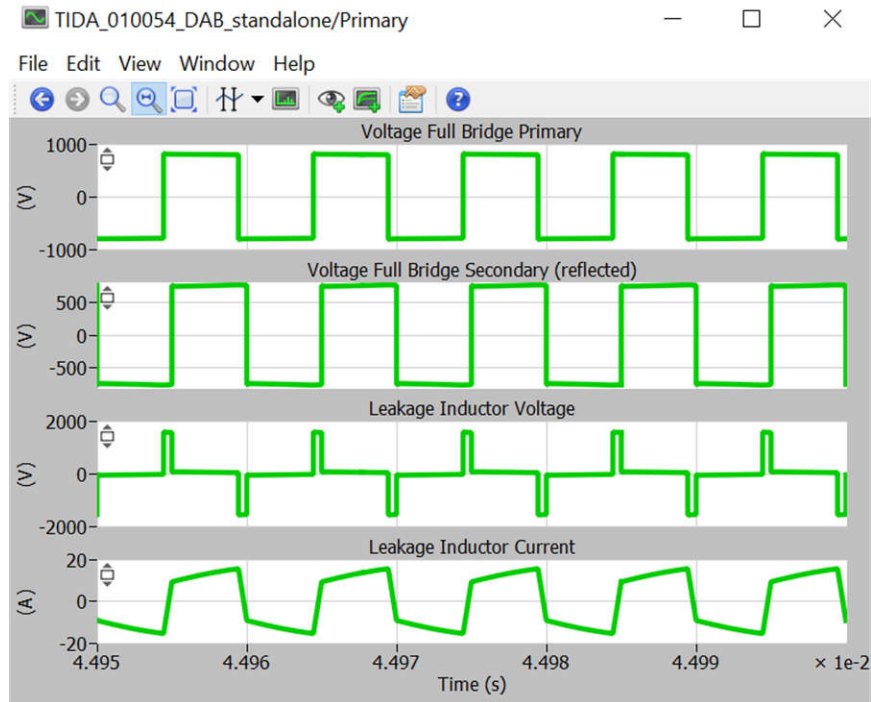 TIDA_010054_DAB_standalone/Primary
File Edit View Window Help
Voltage Full Bridge Primary
1000
0
-1000
(V)
Voltage Full Bridge Secondary (reflected)
500
0
-500
(V)
Leakage Inductor Voltage
2000
0
-2000
(V)
Leakage Inductor Current
20
0
-20
(A)
4.495 4.496 4.497 4.498 4.499 × 1e-2
Time (s)